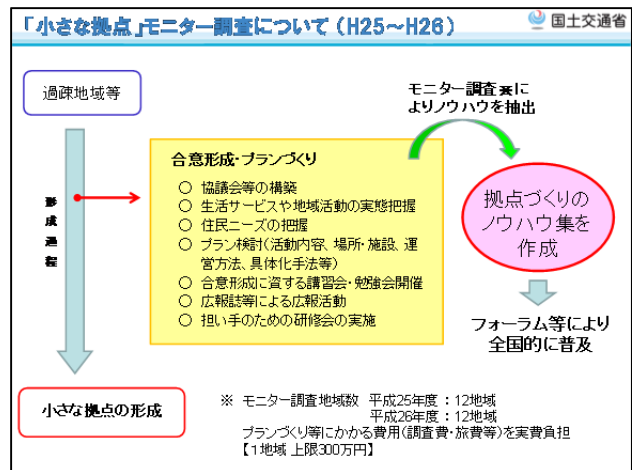 「小さな拠点」モニター調査について(H25～H26)
国土交通省
過疎地域等
形成過程
合意形成・プランづくり
○ 協議会等の構築
○ 生活サービスや地域活動の実態把握
○ 住民ニーズの把握
○ プラン検討(活動内容、場所・施設、運
営方法、具体化手法等)
○ 合意形成に資する講習会・勉強会開催
○ 広報誌等による広報活動
○ 担い手のための研修会の実施
モニター調査票に
よりノウハウを抽出
拠点づくりの
ノウハウ集を
作成
フォーラム等により
全国的に普及
小さな拠点の形成
※ モニター調査地域数 平成25年度：12地域
平成26年度：12地域
プランづくり等にかかる費用(調査費・旅費等)を実費負担
【1地域 上限300万円】